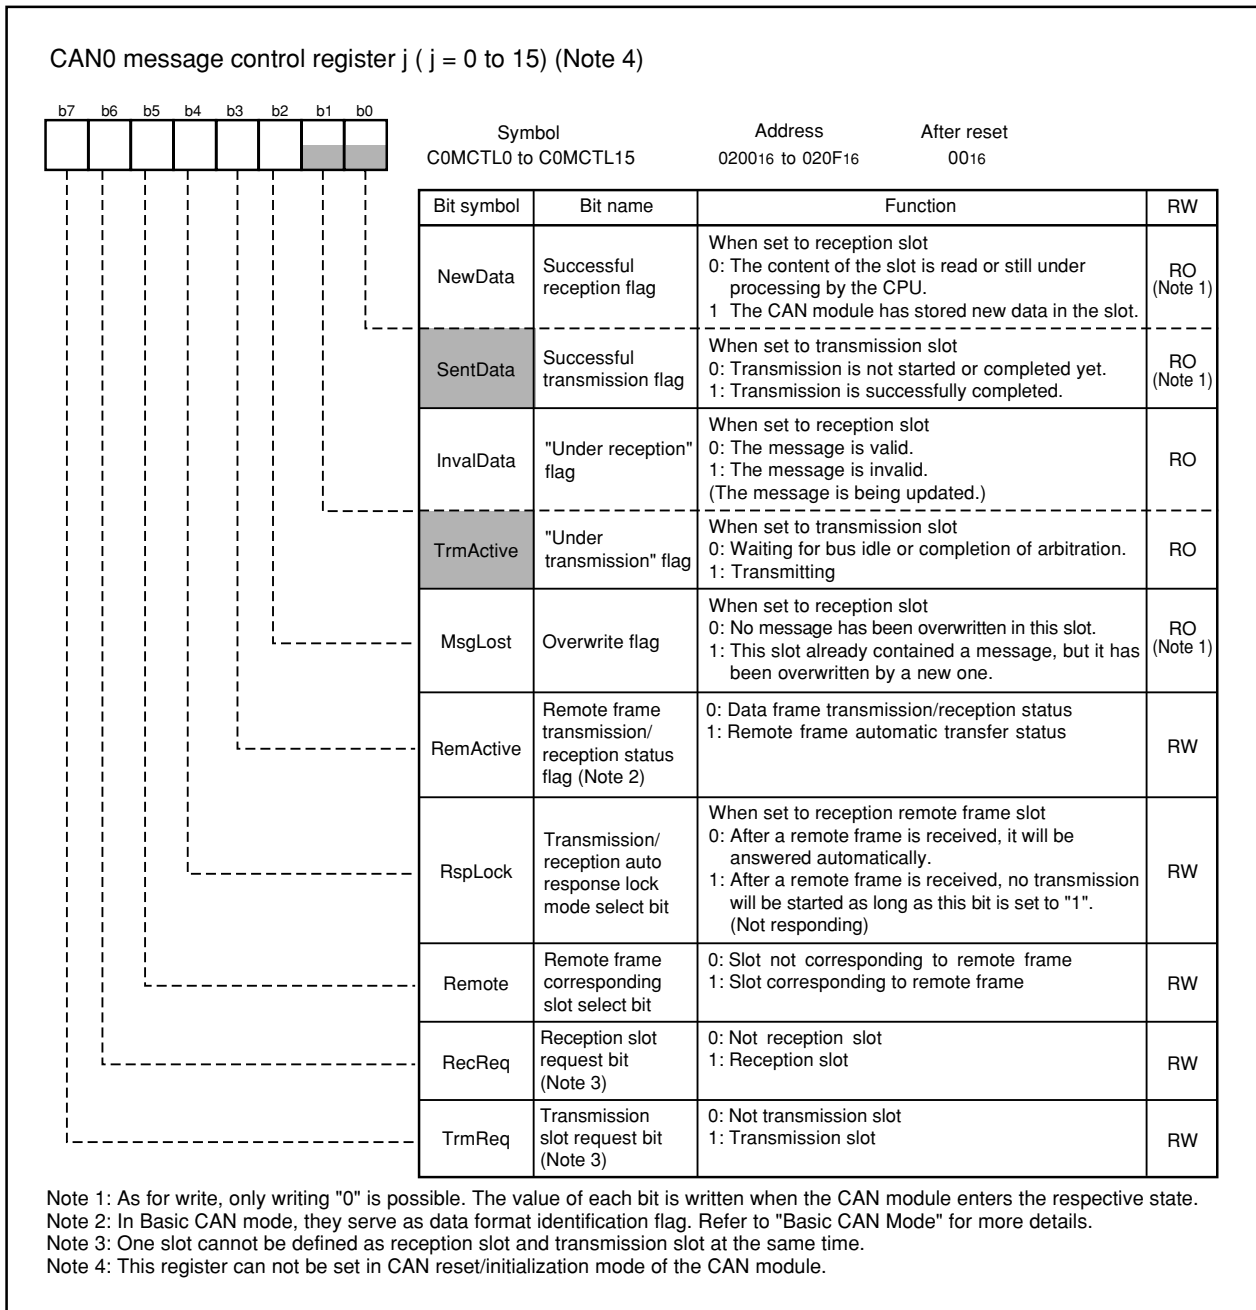 CAN0 message control register j ( j = 0 to 15) (Note 4)
b7 b6 b5 b4 b3 b2 b1 b0
Symbol Address After reset
C0MCTL0 to C0MCTL15 020016 to 020F16 0016
Bit symbol Bit name Function RW
NewData
Successful
reception flag
When set to reception slot
0: The content of the slot is read or still under
processing by the CPU.
1 The CAN module has stored new data in the slot.
RO
(Note 1)
SentData
Successful
transmission flag
When set to transmission slot
0: Transmission is not started or completed yet.
1: Transmission is successfully completed.
RO
(Note 1)
InvalData
"Under reception"
flag
When set to reception slot
0: The message is valid.
1: The message is invalid.
(The message is being updated.)
RO
TrmActive
"Under
transmission" flag
When set to transmission slot
0: Waiting for bus idle or completion of arbitration.
1: Transmitting
RO
MsgLost
Overwrite flag
When set to reception slot
0: No message has been overwritten in this slot.
1: This slot already contained a message, but it has
been overwritten by a new one.
RO
(Note 1)
RemActive
Remote frame
transmission/
reception status
flag (Note 2)
0: Data frame transmission/reception status
1: Remote frame automatic transfer status
RW
RspLock
Transmission/
reception auto
response lock
mode select bit
When set to reception remote frame slot
0: After a remote frame is received, it will be
answered automatically.
1: After a remote frame is received, no transmission
will be started as long as this bit is set to "1".
(Not responding)
RW
Remote
Remote frame
corresponding
slot select bit
0: Slot not corresponding to remote frame
1: Slot corresponding to remote frame
RW
RecReq
Reception slot
request bit
(Note 3)
0: Not reception slot
1: Reception slot
RW
TrmReq
Transmission
slot request bit
(Note 3)
0: Not transmission slot
1: Transmission slot
RW
Note 1: As for write, only writing "0" is possible. The value of each bit is written when the CAN module enters the respective state.
Note 2: In Basic CAN mode, they serve as data format identification flag. Refer to "Basic CAN Mode" for more details.
Note 3: One slot cannot be defined as reception slot and transmission slot at the same time.
Note 4: This register can not be set in CAN reset/initialization mode of the CAN module.